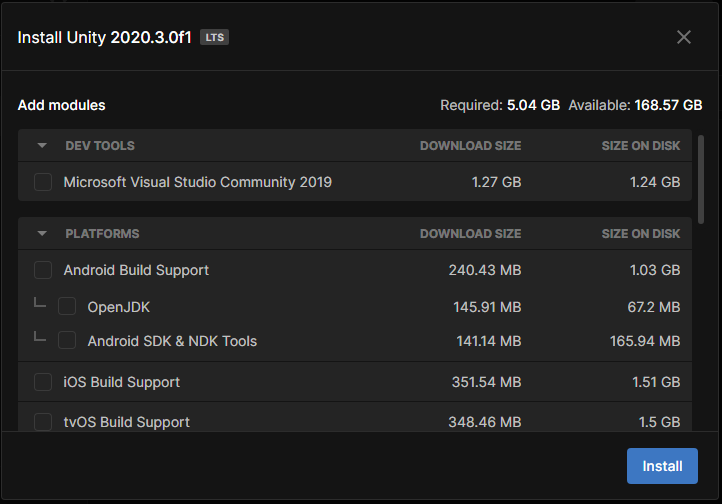 Install Unity 2020.3.0f1 LTS
Add modules Required: 5.04 GB Available: 168.57 GB
DEV TOOLS DOWNLOAD SIZE SIZE ON DISK
Microsoft Visual Studio Community 2019 1.27 GB 1.24 GB
PLATFORMS DOWNLOAD SIZE SIZE ON DISK
Android Build Support 240.43 MB 1.03 GB
OpenJDK 145.91 MB 67.2 MB
Android SDK & NDK Tools 141.14 MB 165.94 MB
iOS Build Support 351.54 MB 1.51 GB
tvOS Build Support 348.46 MB 1.5 GB
Install